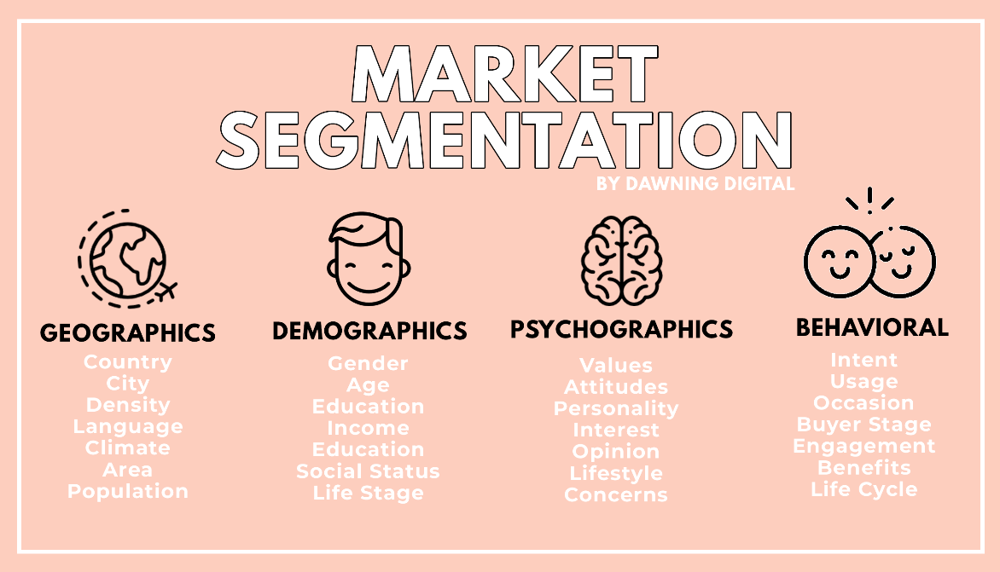 MARKET
SEGMENTATION
BY DAWNING DIGITAL
GEOGRAPHICS
Country
City
Density
Language
Climate
Area
Population
DEMOGRAPHICS
Gender
Age
Education
Income
Education
Social Status
Life Stage
PSYCHOGRAPHICS
Values
Attitudes
Personality
Interest
Opinion
Lifestyle
Concerns
BEHAVIORAL
Intent
Usage
Occasion
Buyer Stage
Engagement
Benefits
Life Cycle